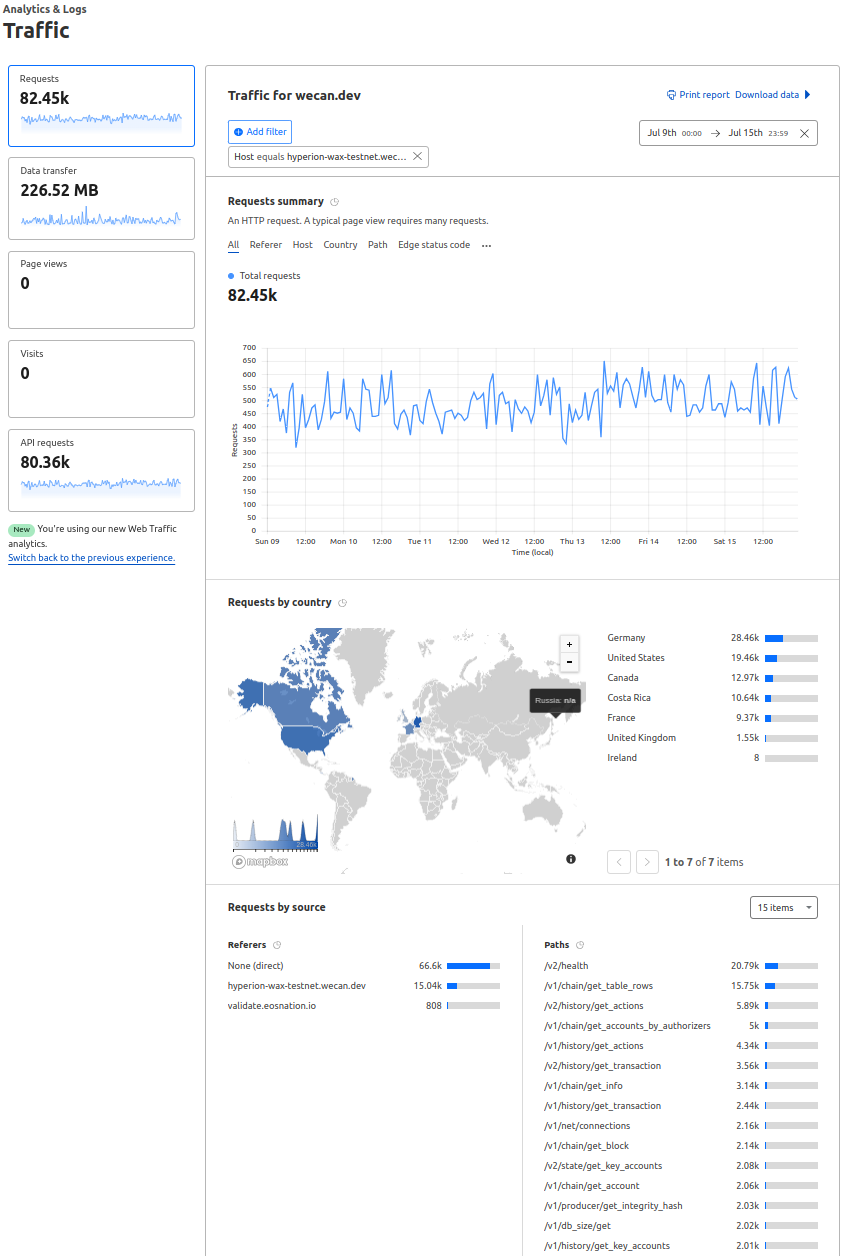 Analytics & Logs
Traffic
Requests
82.45k
Data transfer
226.52 MB
Page views
0
Visits
0
API requests
80.36k
New You're using our new Web Traffic
analytics.
Switch back to the previous experience.
Traffic for wecan.dev
Print report Download data
Add filter
Jul 9th 00:00 → Jul 15th 23:59
Host equals hyperion-wax-testnet.wec...
Requests summary
An HTTP request. A typical page view requires many requests.
All Referer Host Country Path Edge status code ...
Total requests
82.45k
700
650
600
550
500
450
400
350
300
250
200
150
100
50
0
Requests
Sun 09 12:00 Mon 10 12:00 Tue 11 12:00 Wed 12 12:00 Thu 13 12:00 Fri 14 12:00 Sat 15 12:00
Time (local)
Requests by country
+
-
Russia: n/a
0 28.46k
mapbox
Germany 28.46k
United States 19.46k
Canada 12.97k
Costa Rica 10.64k
France 9.37k
United Kingdom 1.55k
Ireland 8
1 to 7 of 7 items
Requests by source
15 items
Referers
None (direct) 66.6k
hyperion-wax-testnet.wecan.dev 15.04k
validate.eosnation.io 808
Paths
/v2/health 20.79k
/v1/chain/get_table_rows 15.75k
/v2/history/get_actions 5.89k
/v1/chain/get_accounts_by_authorizers 5k
/v1/history/get_actions 4.34k
/v2/history/get_transaction 3.56k
/v1/chain/get_info 3.14k
/v1/history/get_transaction 2.44k
/v1/net/connections 2.16k
/v1/chain/get_block 2.14k
/v2/state/get_key_accounts 2.08k
/v1/chain/get_account 2.06k
/v1/producer/get_integrity_hash 2.03k
/v1/db_size/get 2.02k
/v1/history/get_key_accounts 2.01k